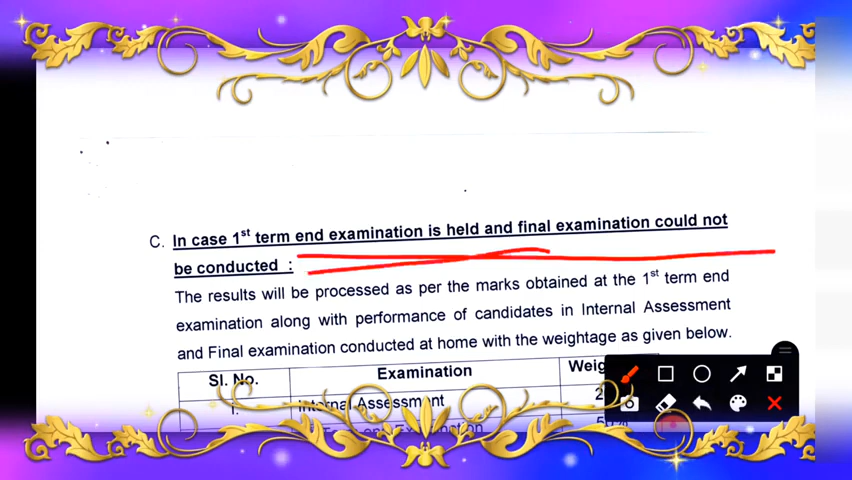 C. In case 1st term end examination is held and final examination could not
be conducted :
The results will be processed as per the marks obtained at the 1st term end
examination along with performance of candidates in Internal Assessment
and Final examination conducted at home with the weightage as given below.
Sl. No. Examination
Internal Assessment